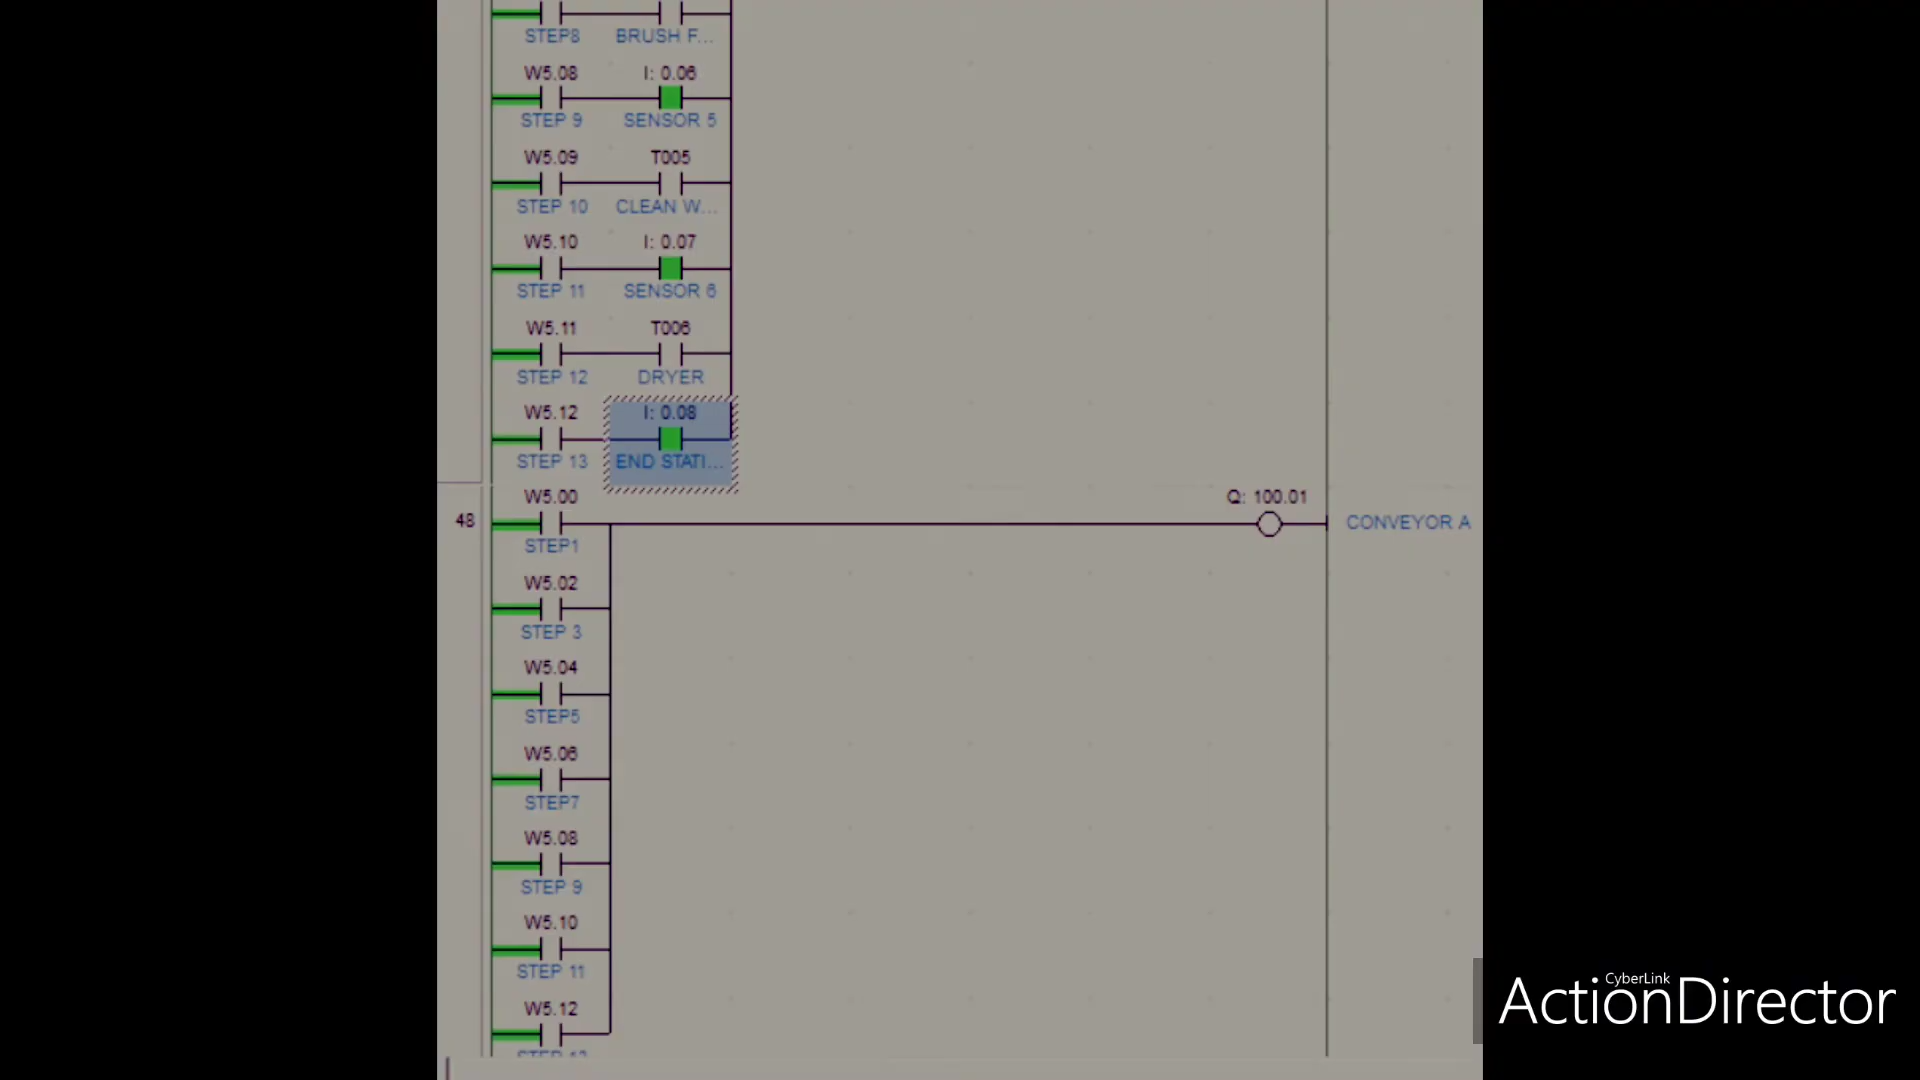 STEP8 BRUSH F...
W5.08 I: 0.06
STEP 9 SENSOR 5
W5.09 T005
STEP 10 CLEAN W...
W5.10 I: 0.07
STEP 11 SENSOR 6
W5.11 T006
STEP 12 DRYER
W5.12 I: 0.08
STEP 13 END STATI...
W5.00 Q: 100.01
48 CONVEYOR A
STEP1
W5.02
STEP 3
W5.04
STEP5
W5.06
STEP7
W5.08
STEP 9
W5.10
STEP 11
W5.12
STEP 13
CyberLink
ActionDirector